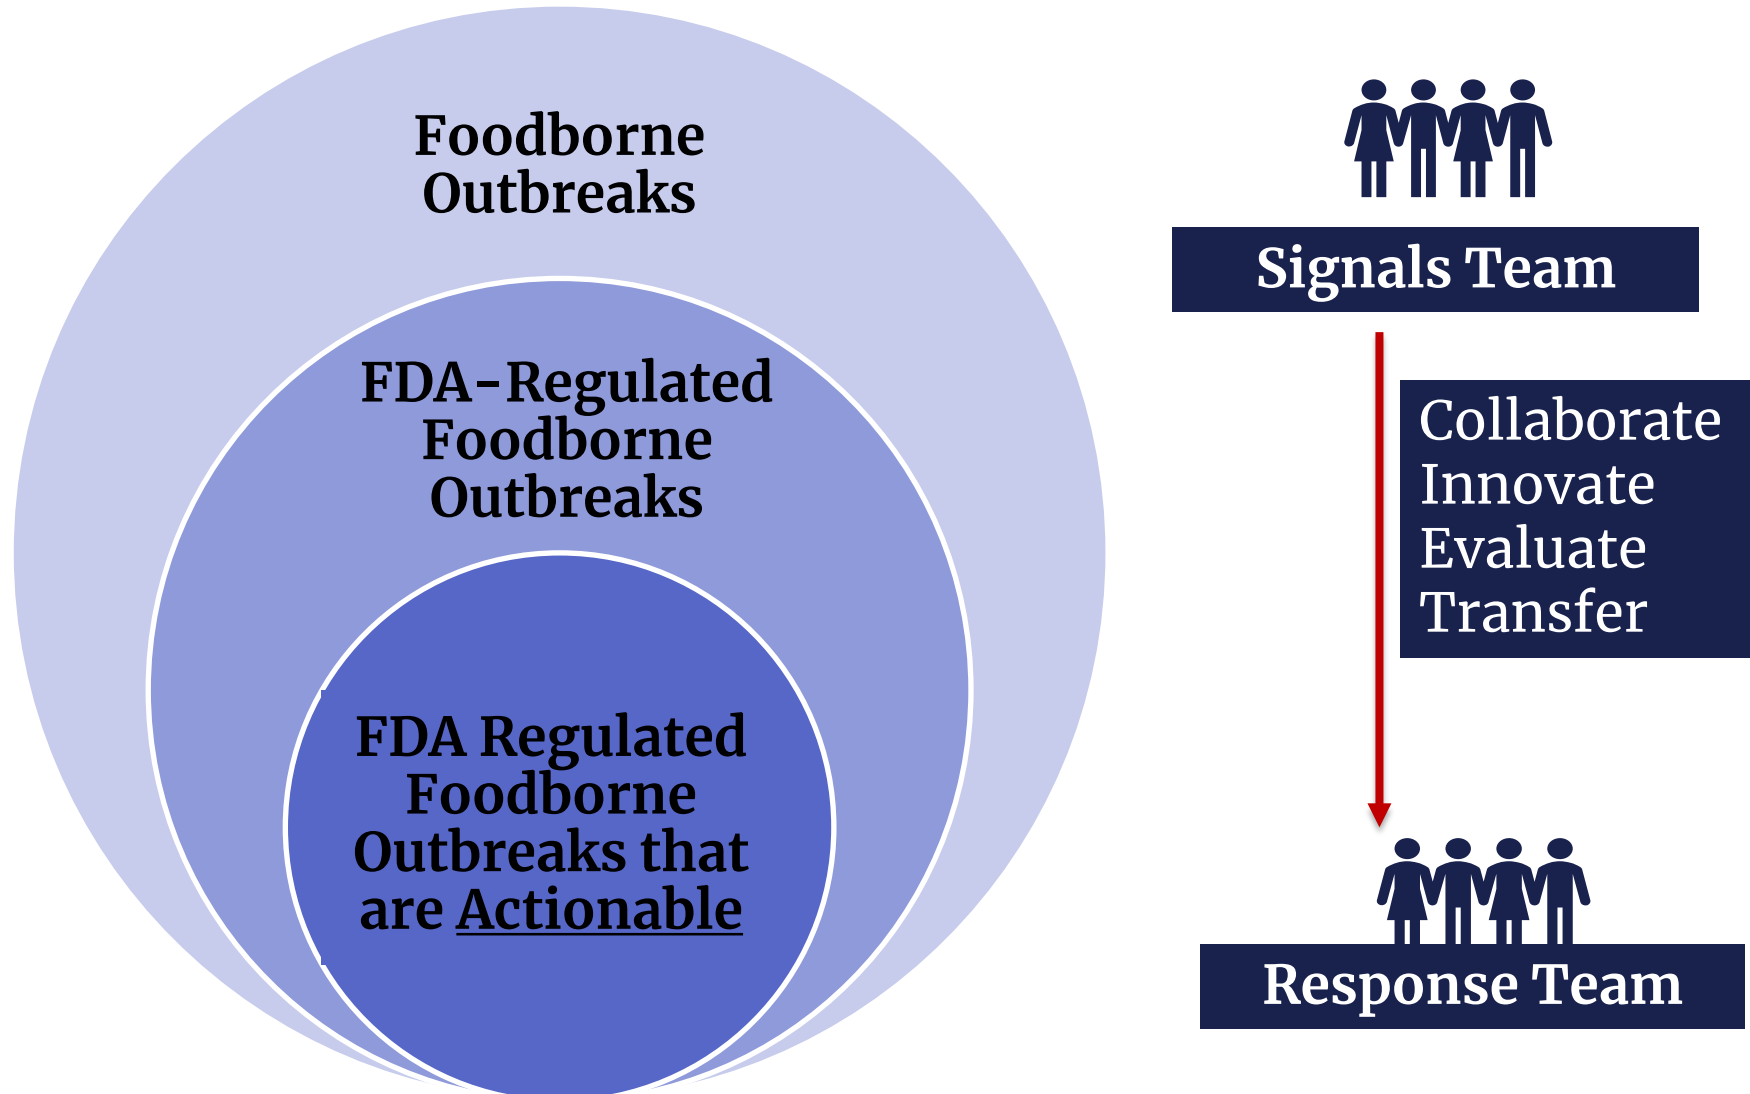 Foodborne
Outbreaks
FDA-Regulated
Foodborne
Outbreaks
FDA Regulated
Foodborne
Outbreaks that
are Actionable
Signals Team
Collaborate
Innovate
Evaluate
Transfer
Response Team